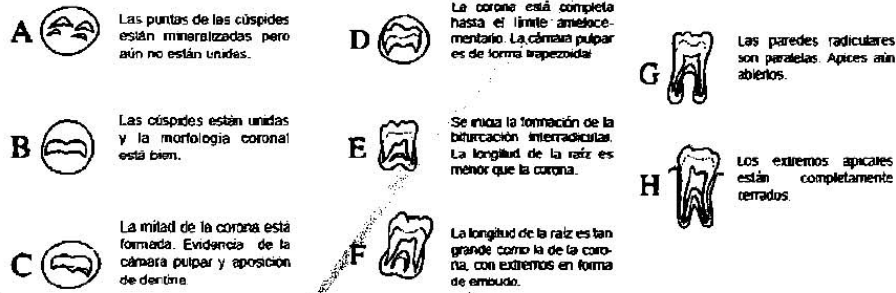 A
Las puntas de las cúspides
están mineralizadas pero
aún no están unidas.
B
Las cúspides están unidas
y la morfología coronal
está bien.
C
La mitad de la corona está
formada. Evidencia de la
cámara pulpar y aposición
de dentina.
D
La corona está completa
hasta el límite ameloce-
mentario. La cámara pulpar
es de forma trapezoidal
E
Se inicia la formación de la
bifurcación interradicular.
La longitud de la raíz es
menor que la corona.
F
La longitud de la raíz es tan
grande como la de la coro-
na, con extremos en forma
de embudo.
G
Las paredes radiculares
son paralelas. Apices aún
abiertos.
H
Los extremos apicales
están completamente
cerrados.